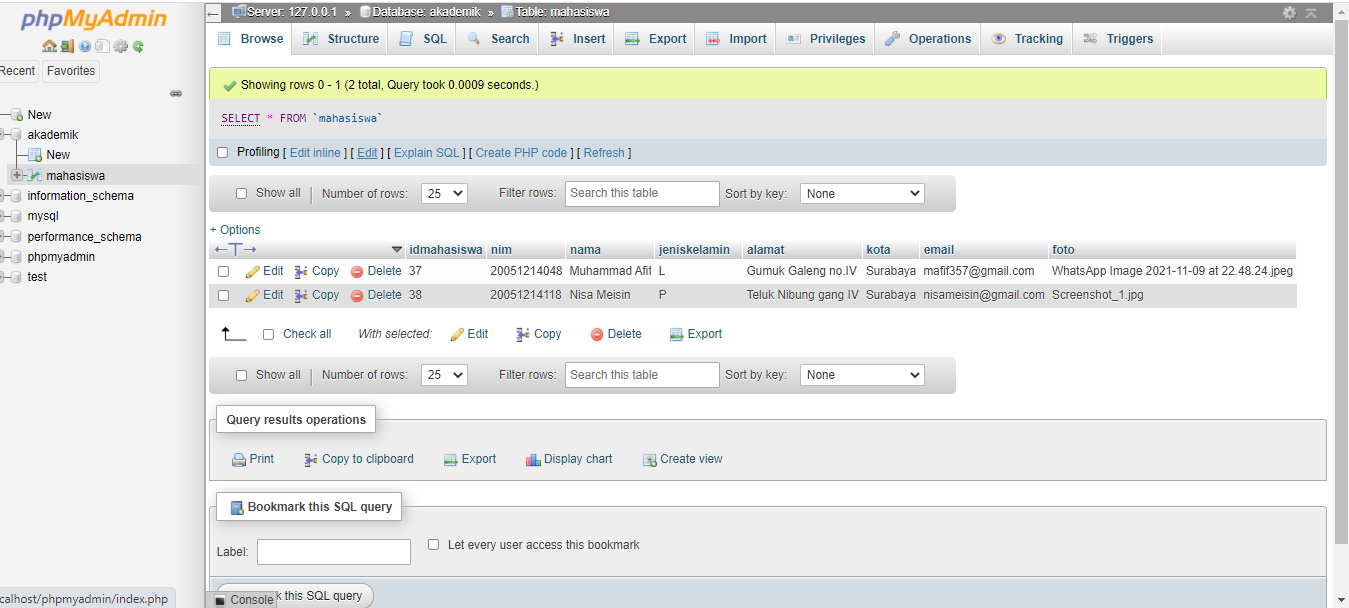 phpMyAdmin
Recent Favorites
New
akademik
New
mahasiswa
information_schema
mysql
performance_schema
phpmyadmin
test
calhost/phpmyadmin/index.php
Server: 127.0.0.1 » Database: akademik » Table: mahasiswa
Browse Structure SQL Search Insert Export Import Privileges Operations Tracking Triggers
Showing rows 0 - 1 (2 total, Query took 0.0009 seconds.)
SELECT * FROM `mahasiswa`
Profiling [ Edit inline ] [ Edit ] [ Explain SQL ] [ Create PHP code ] [ Refresh ]
Show all Number of rows: 25 Filter rows: Search this table Sort by key: None
+ Options
←T→ idmahasiswa nim nama jeniskelamin alamat kota email foto
Edit Copy Delete 37 20051214048 Muhammad Afif L Gumuk Galeng no.IV Surabaya mafif357@gmail.com WhatsApp Image 2021-11-09 at 22.48.24.jpeg
Edit Copy Delete 38 20051214118 Nisa Meisin P Teluk Nibung gang IV Surabaya nisameisin@gmail.com Screenshot_1.jpg
Check all With selected: Edit Copy Delete Export
Show all Number of rows: 25 Filter rows: Search this table Sort by key: None
Query results operations
Print Copy to clipboard Export Display chart Create view
Bookmark this SQL query
Label: Let every user access this bookmark
Console k this SQL query